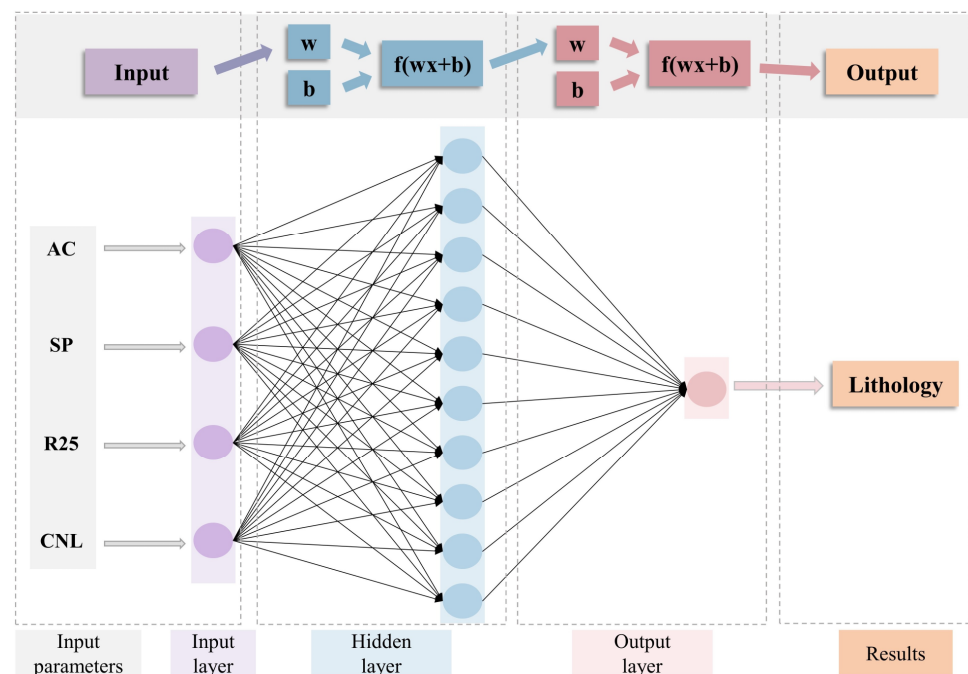 Input
w
b
f(wx+b)
w
b
f(wx+b)
Output
AC
SP
R25
CNL
Lithology
Input
parameters
Input
layer
Hidden
layer
Output
layer
Results